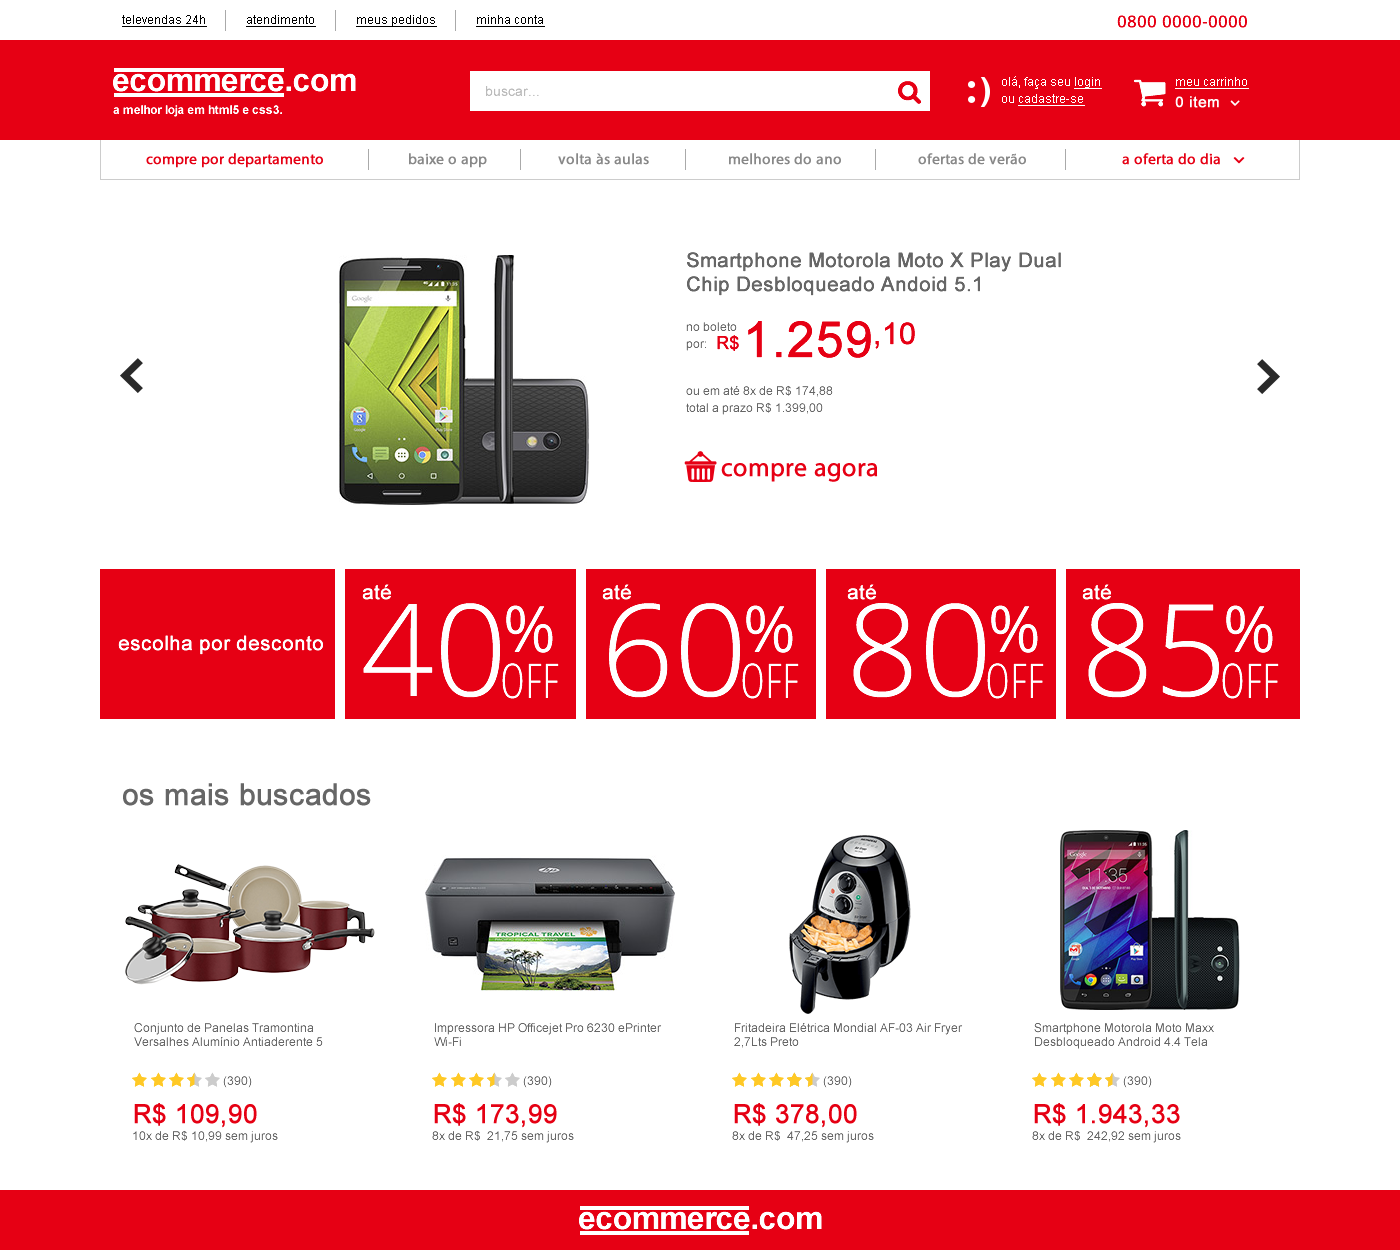 televendas 24h
atendimento
meus pedidos
minha conta
0800 0000-0000
ecommerce.com
a melhor loja em html5 e css3.
buscar...
:)
olá, faça seu login
ou cadastre-se
meu carrinho
0 item
compre por departamento
baixe o app
volta às aulas
melhores do ano
ofertas de verão
a oferta do dia
Google
Smartphone Motorola Moto X Play Dual
Chip Desbloqueado Andoid 5.1
no boleto
por: R$ 1.259,10
ou em até 8x de R$ 174,88
total a prazo R$ 1.399,00
compre agora
escolha por desconto
até
40% OFF
até
60% OFF
até
80% OFF
até
85% OFF
os mais buscados
hp
TROPICAL TRAVEL
Google
11:35
Conjunto de Panelas Tramontina
Versalhes Alumínio Antiaderente 5
(390)
R$ 109,90
10x de R$ 10,99 sem juros
Impressora HP Officejet Pro 6230 ePrinter
Wi-Fi
(390)
R$ 173,99
8x de R$ 21,75 sem juros
Fritadeira Elétrica Mondial AF-03 Air Fryer
2,7Lts Preto
(390)
R$ 378,00
8x de R$ 47,25 sem juros
Smartphone Motorola Moto Maxx
Desbloqueado Android 4.4 Tela
(390)
R$ 1.943,33
8x de R$ 242,92 sem juros
ecommerce.com